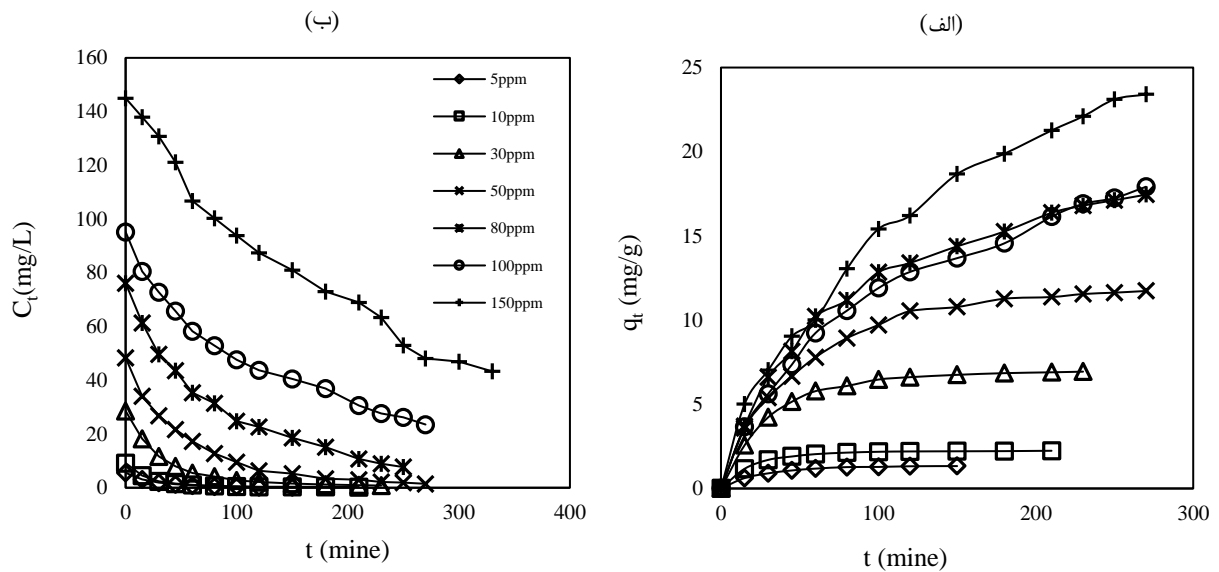 (ب)
160
140
120
100
80
60
40
20
0
Ct(mg/L)
0 100 200 300 400
t (mine)
5ppm
10ppm
30ppm
50ppm
80ppm
100ppm
150ppm
(الف)
25
20
15
10
5
0
qt (mg/g)
0 100 200 300
t (mine)